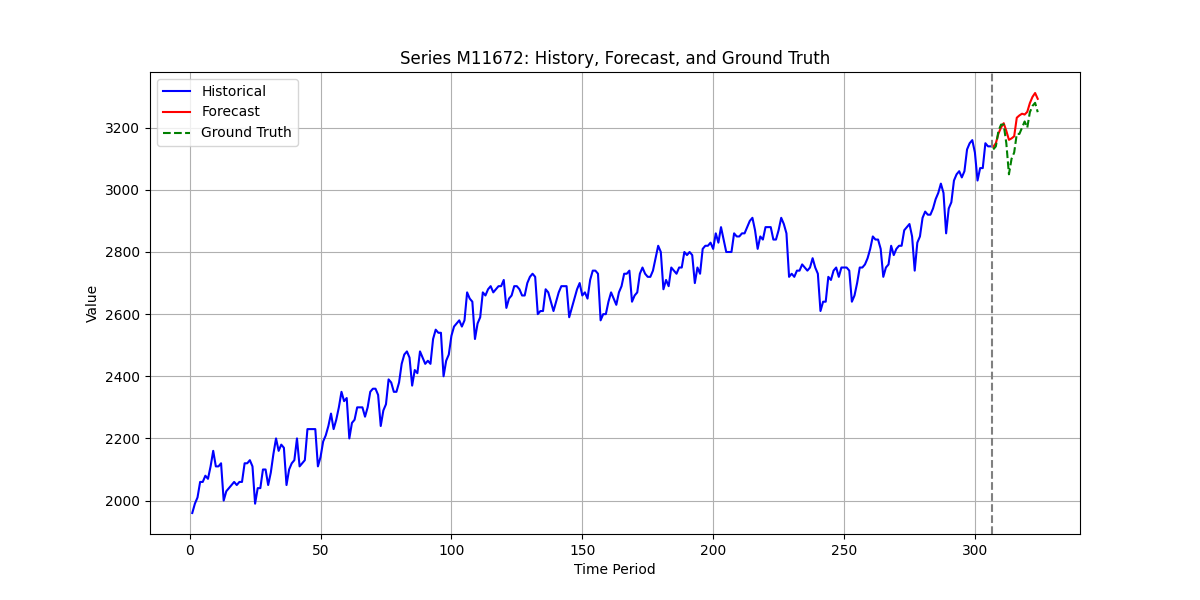 Series M11672: History, Forecast, and Ground Truth
Historical
Forecast
Ground Truth
3200
3000
2800
2600
2400
2200
2000
Value
0 50 100 150 200 250 300
Time Period